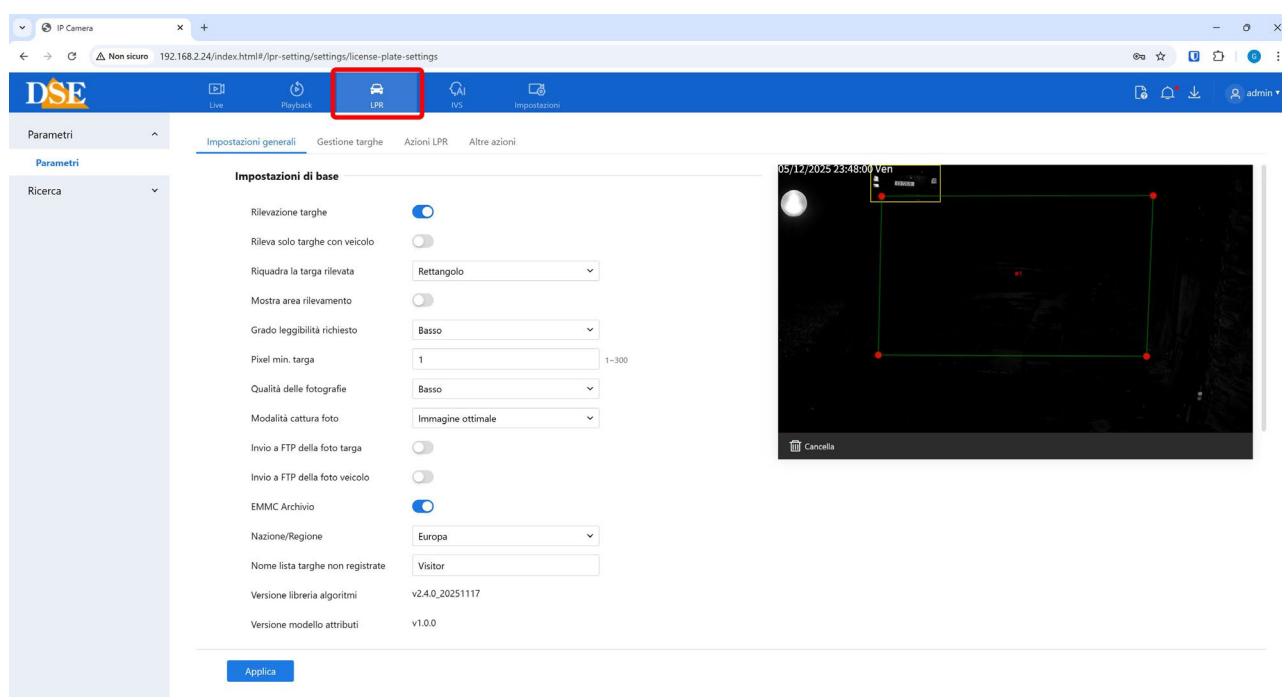 IP Camera
Non sicuro 192.168.2.24/index.html#/lpr-setting/settings/license-plate-settings
G
DSE
Live
Playback
LPR
AI
IVS
Impostazioni
admin
Parametri
Parametri
Ricerca
Impostazioni generali Gestione targhe Azioni LPR Altre azioni
Impostazioni di base
Rilevazione targhe
Rileva solo targhe con veicolo
Riquadra la targa rilevata Rettangolo
Mostra area rilevamento
Grado leggibilità richiesto Basso
Pixel min. targa 1 1~300
Qualità delle fotografie Basso
Modalità cattura foto Immagine ottimale
Invio a FTP della foto targa
Invio a FTP della foto veicolo
EMMC Archivio
Nazione/Regione Europa
Nome lista targhe non registrate Visitor
Versione libreria algoritmi v2.4.0_20251117
Versione modello attributi v1.0.0
Applica
05/12/2025 23:48:00 Ven
Cancella